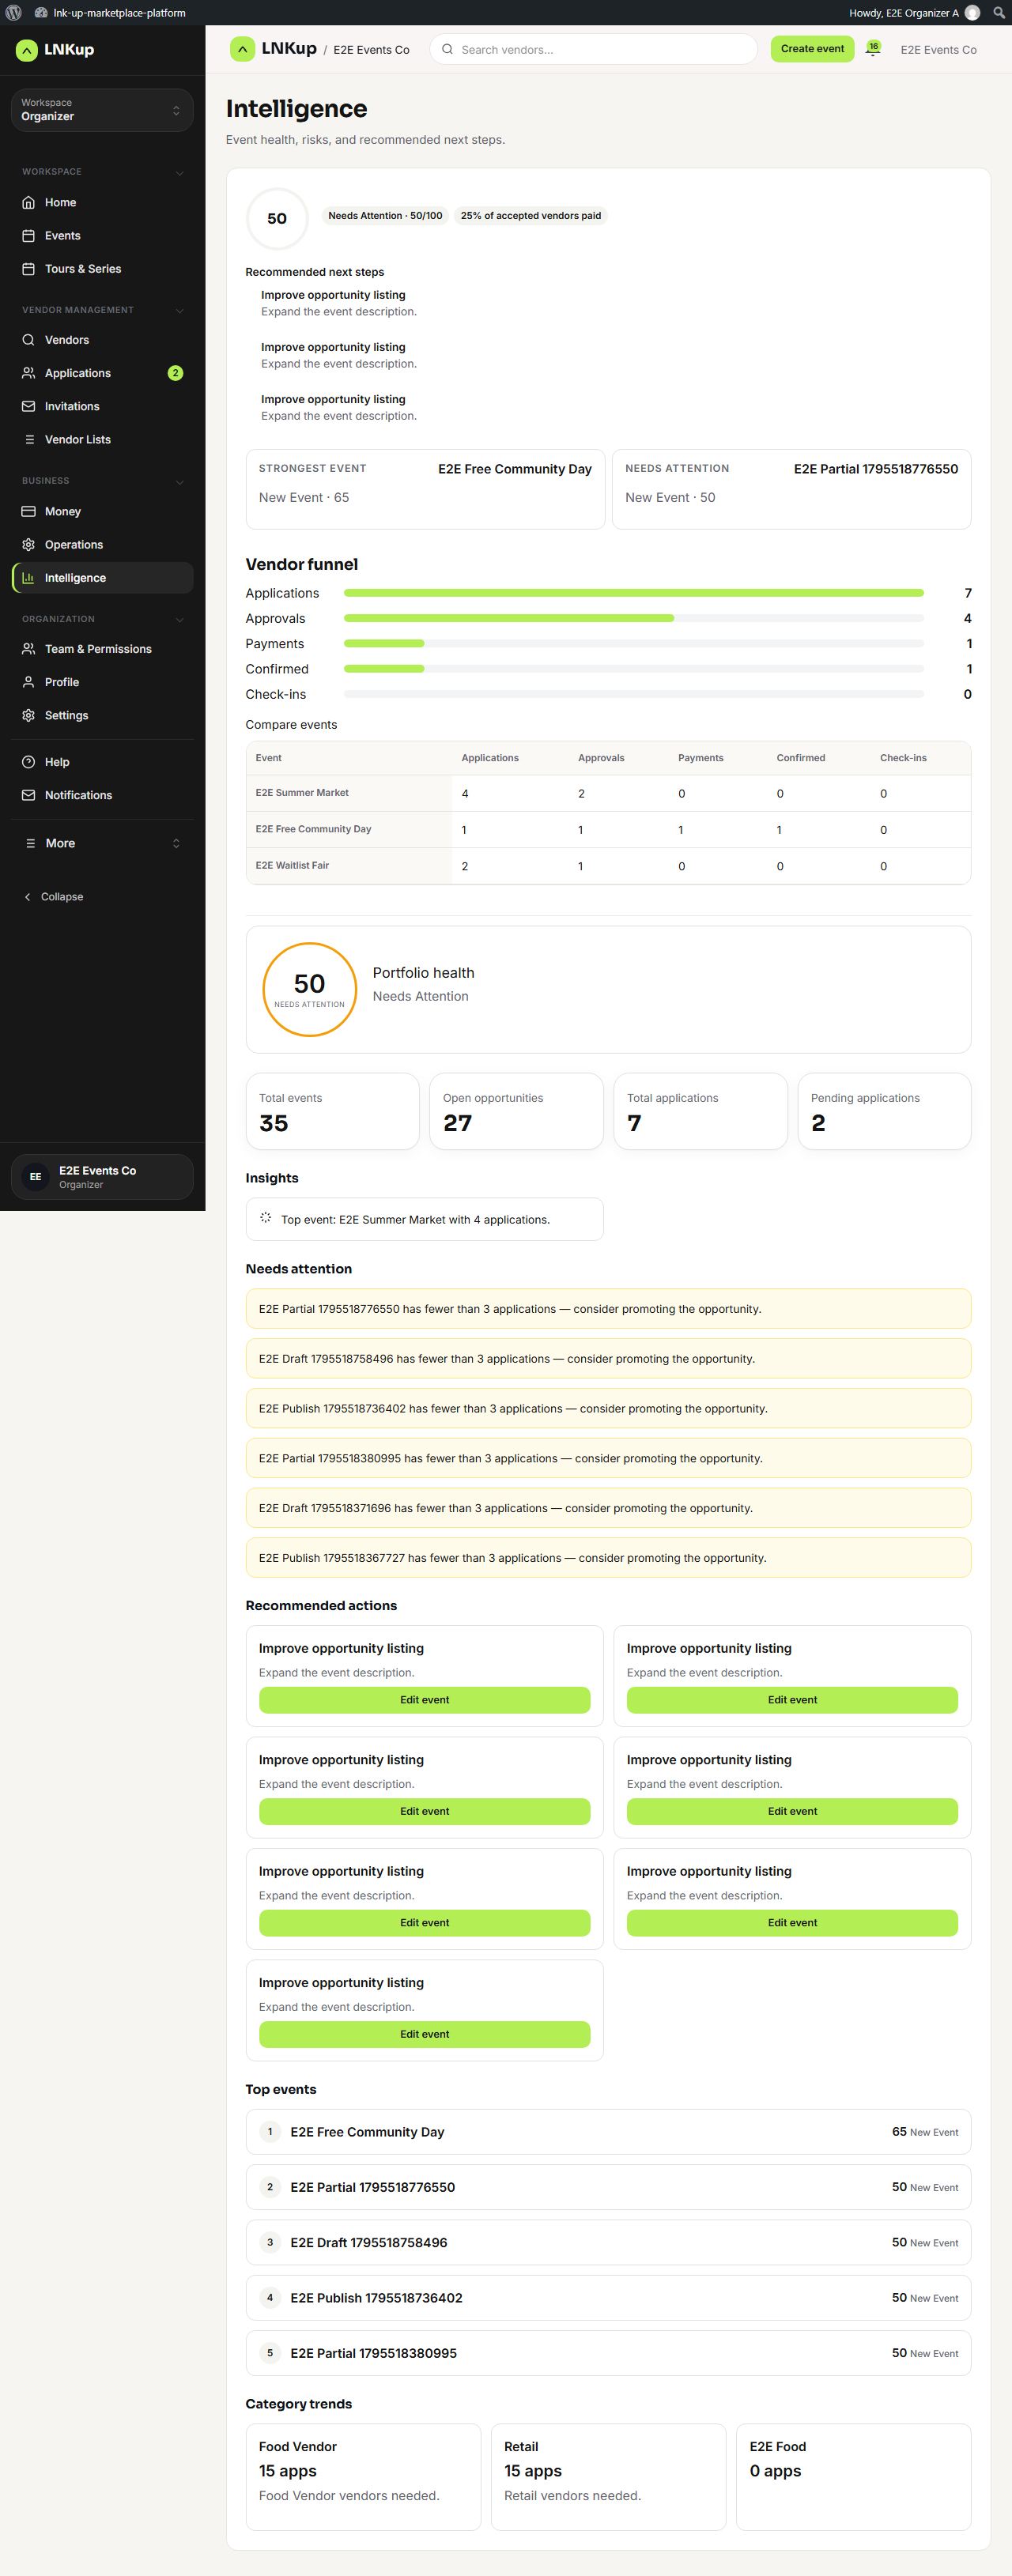 lnk-up-marketplace-platform
Howdy, E2E Organizer A
LNKup
Workspace
Organizer
WORKSPACE
Home
Events
Tours & Series
VENDOR MANAGEMENT
Vendors
Applications 2
Invitations
Vendor Lists
BUSINESS
Money
Operations
Intelligence
ORGANIZATION
Team & Permissions
Profile
Settings
Help
Notifications
More
Collapse
EE
E2E Events Co
Organizer
LNKup / E2E Events Co
Search vendors...
Create event
16
E2E Events Co
Intelligence
Event health, risks, and recommended next steps.
50
Needs Attention · 50/100
25% of accepted vendors paid
Recommended next steps
Improve opportunity listing
Expand the event description.
Improve opportunity listing
Expand the event description.
Improve opportunity listing
Expand the event description.
STRONGEST EVENT E2E Free Community Day
New Event · 65
NEEDS ATTENTION E2E Partial 1795518776550
New Event · 50
Vendor funnel
Applications 7
Approvals 4
Payments 1
Confirmed 1
Check-ins 0
Compare events
Event Applications Approvals Payments Confirmed Check-ins
E2E Summer Market 4 2 0 0 0
E2E Free Community Day 1 1 1 1 0
E2E Waitlist Fair 2 1 0 0 0
50
NEEDS ATTENTION
Portfolio health
Needs Attention
Total events
35
Open opportunities
27
Total applications
7
Pending applications
2
Insights
Top event: E2E Summer Market with 4 applications.
Needs attention
E2E Partial 1795518776550 has fewer than 3 applications — consider promoting the opportunity.
E2E Draft 1795518758496 has fewer than 3 applications — consider promoting the opportunity.
E2E Publish 1795518736402 has fewer than 3 applications — consider promoting the opportunity.
E2E Partial 1795518380995 has fewer than 3 applications — consider promoting the opportunity.
E2E Draft 1795518371696 has fewer than 3 applications — consider promoting the opportunity.
E2E Publish 1795518367727 has fewer than 3 applications — consider promoting the opportunity.
Recommended actions
Improve opportunity listing
Expand the event description.
Edit event
Improve opportunity listing
Expand the event description.
Edit event
Improve opportunity listing
Expand the event description.
Edit event
Improve opportunity listing
Expand the event description.
Edit event
Improve opportunity listing
Expand the event description.
Edit event
Improve opportunity listing
Expand the event description.
Edit event
Improve opportunity listing
Expand the event description.
Edit event
Top events
1 E2E Free Community Day 65 New Event
2 E2E Partial 1795518776550 50 New Event
3 E2E Draft 1795518758496 50 New Event
4 E2E Publish 1795518736402 50 New Event
5 E2E Partial 1795518380995 50 New Event
Category trends
Food Vendor
15 apps
Food Vendor vendors needed.
Retail
15 apps
Retail vendors needed.
E2E Food
0 apps